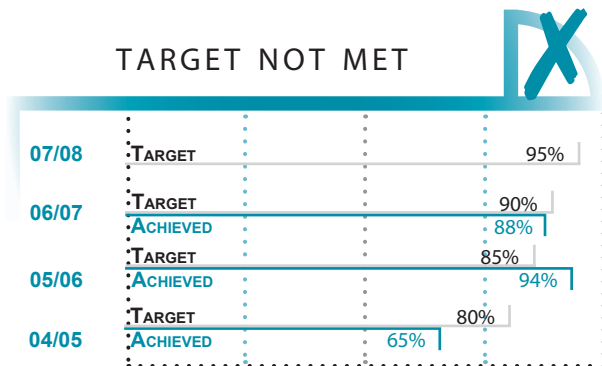 TARGET NOT MET
07/08 TARGET 95%
TARGET 90%
06/07
ACHIEVED 88%
TARGET 85%
05/06 ACHIEVED 94%
TARGET 80%
04/05 ACHIEVED 65%